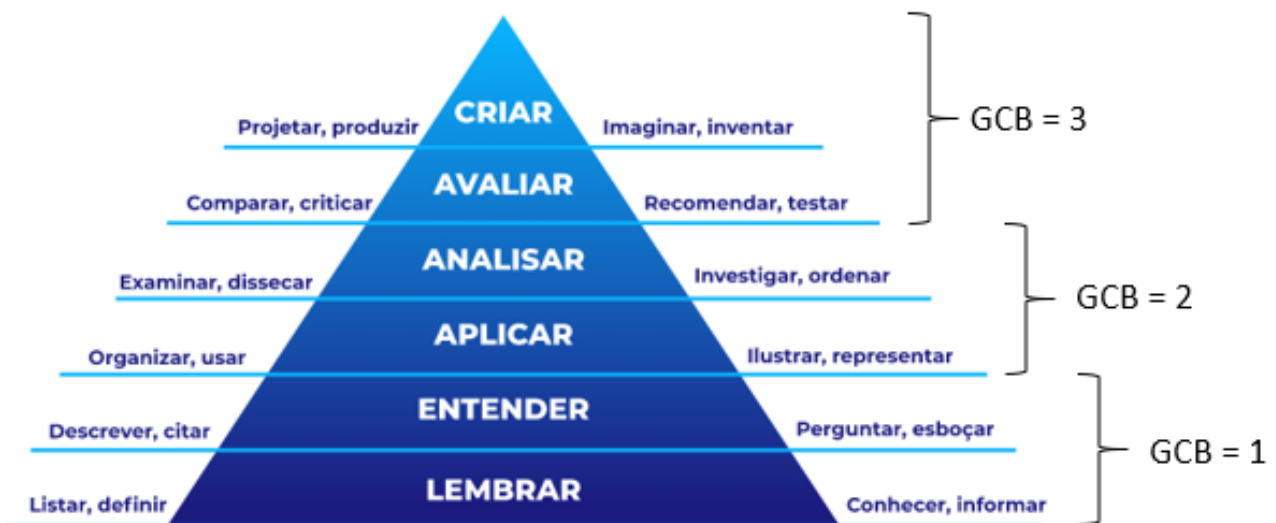 CRIAR
Projetar, produzir
Imaginar, inventar
GCB = 3
AVALIAR
Comparar, criticar
Recomendar, testar
ANALISAR
Examinar, dissecar
Investigar, ordenar
GCB = 2
APLICAR
Organizar, usar
Ilustrar, representar
ENTENDER
Descrever, citar
Perguntar, esboçar
GCB = 1
LEMBRAR
Listar, definir
Conhecer, informar